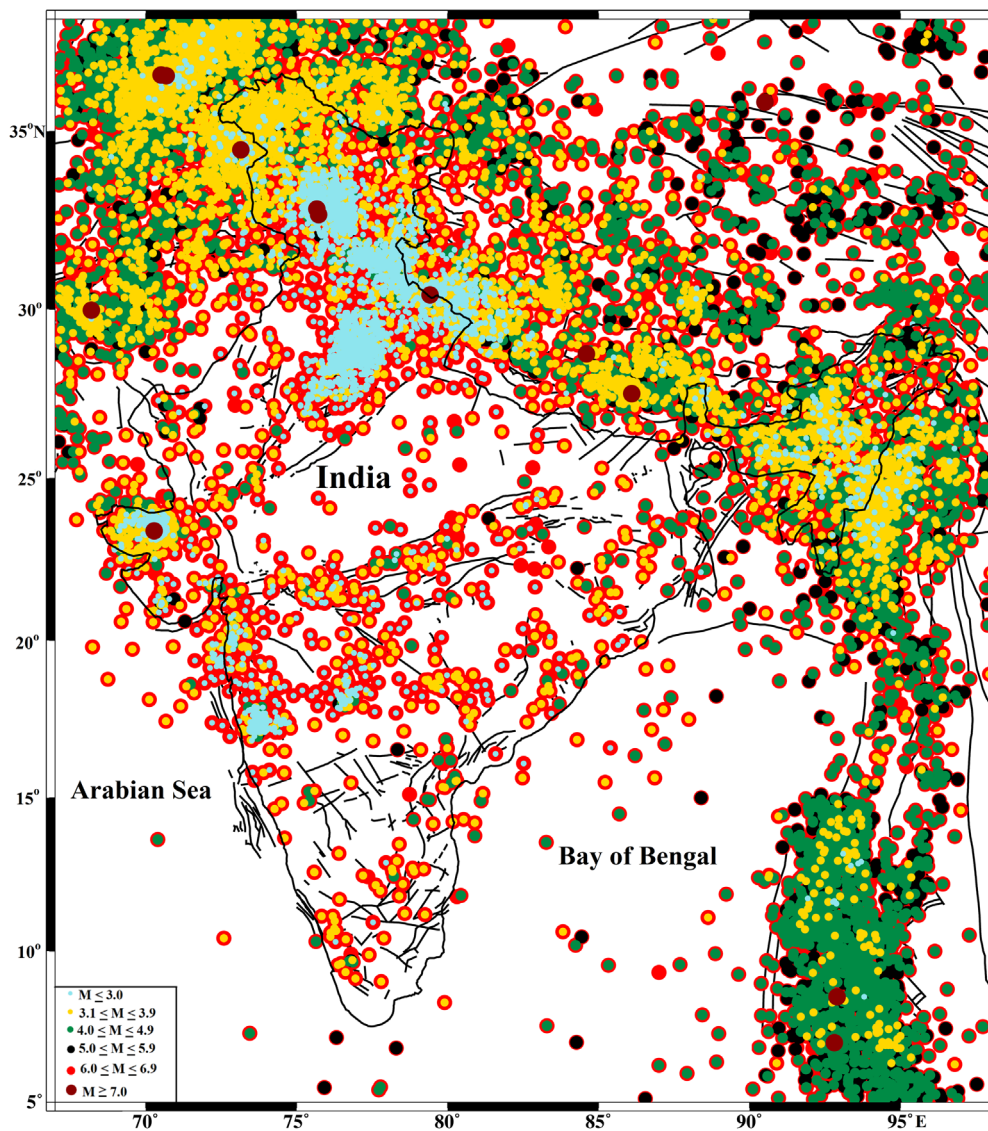 35°N
30°
India
25°
20°
Arabian Sea
15°
Bay of Bengal
10°
M ≤ 3.0
3.1 ≤ M ≤ 3.9
4.0 ≤ M ≤ 4.9
5.0 ≤ M ≤ 5.9
6.0 ≤ M ≤ 6.9
M ≥ 7.0
5°
70° 75° 80° 85° 90° 95° E